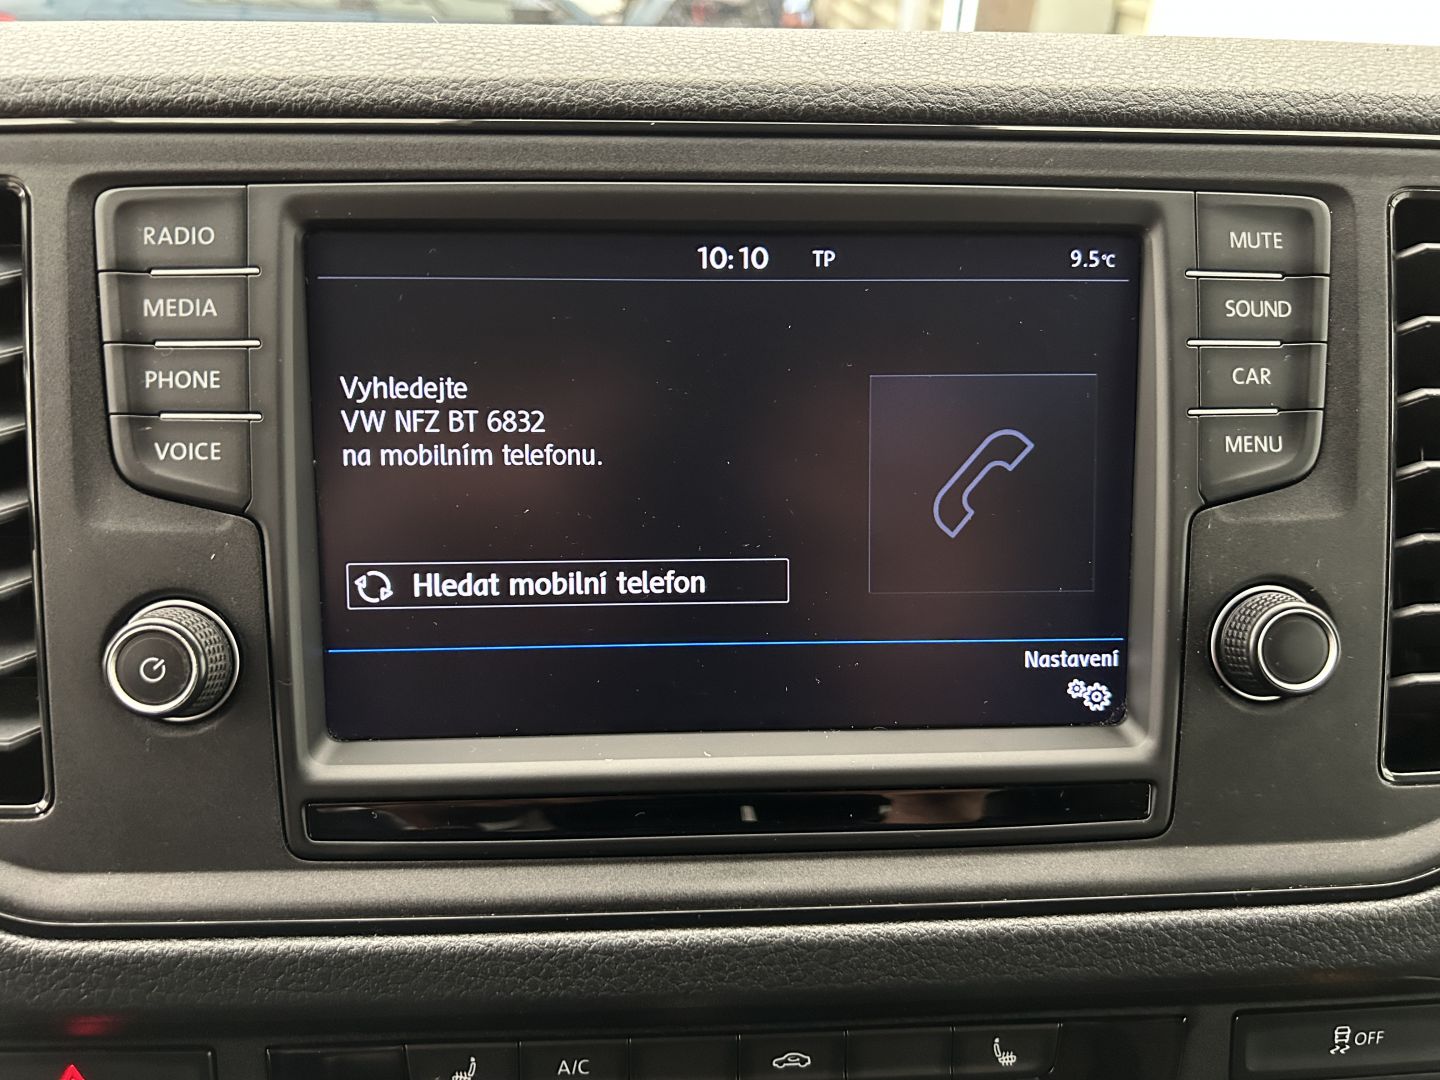 RADIO
MEDIA
PHONE
VOICE
10:10 TP 9.5°C
Vyhledejte
VW NFZ BT 6832
na mobilním telefonu.
Hledat mobilní telefon
Nastavení
MUTE
SOUND
CAR
MENU
A/C
OFF